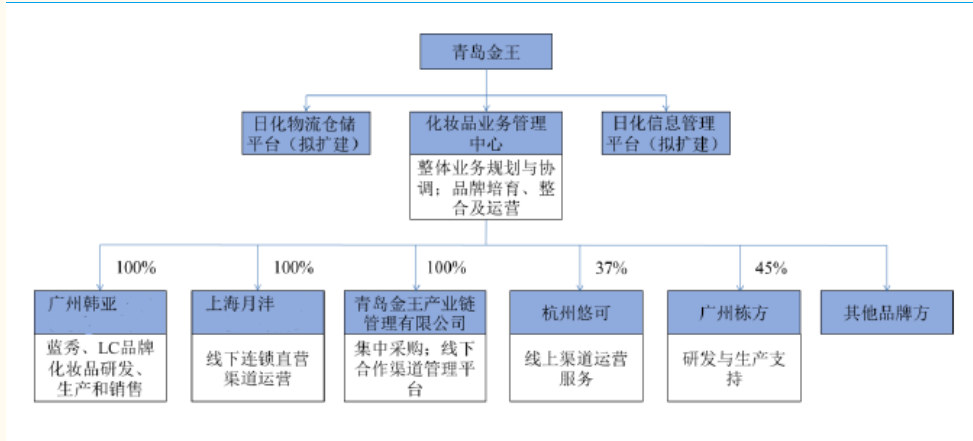 青岛金王
日化物流仓储
平台（拟扩建）
化妆品业务管理
中心
日化信息管理
平台（拟扩建）
整体业务规划与协
调；品牌培育、整
合及运营
100%
100%
100%
37%
45%
广州韩亚
上海月沣
青岛金王产业链
管理有限公司
杭州悠可
广州栋方
其他品牌方
蓝秀、LC品牌
化妆品研发、
生产和销售
线下连锁直营
渠道运营
集中采购；线下
合作渠道管理平
台
线上渠道运营
服务
研发与生产支
持